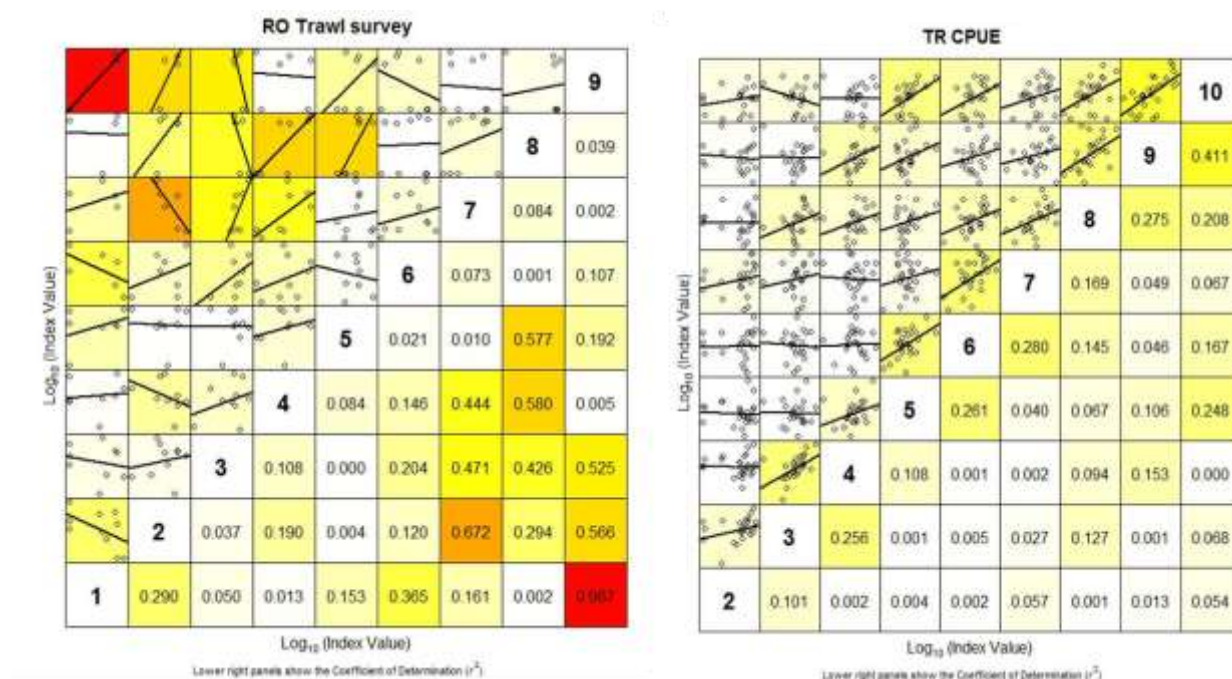 RO Trawl survey
9
8 0.039
7 0.084 0.002
6 0.073 0.001 0.107
5 0.021 0.010 0.577 0.192
4 0.084 0.146 0.444 0.580 0.005
3 0.108 0.000 0.204 0.471 0.426 0.525
2 0.037 0.190 0.004 0.120 0.672 0.294 0.566
1 0.290 0.050 0.013 0.153 0.365 0.161 0.002
Log₁₀ (Index Value)
Log₁₀ (Index Value)
Lower right panels show the Coefficient of Determination (r²)
TR CPUE
10
9 0.411
8 0.275 0.208
7 0.169 0.049 0.067
6 0.280 0.145 0.046 0.167
5 0.261 0.040 0.067 0.106 0.248
4 0.108 0.001 0.002 0.094 0.153 0.000
3 0.256 0.001 0.005 0.027 0.127 0.001 0.068
2 0.101 0.002 0.004 0.002 0.057 0.001 0.013 0.054
Log₁₀ (Index Value)
Log₁₀ (Index Value)
Lower right panels show the Coefficient of Determination (r²)